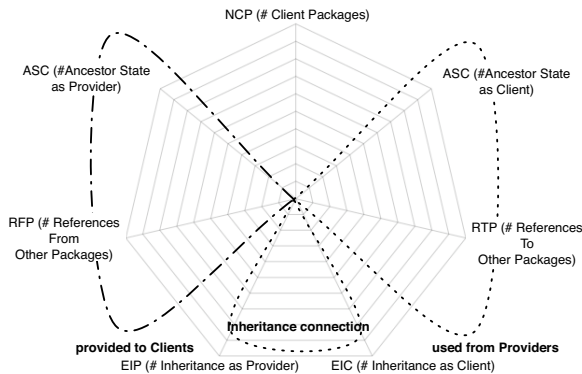 NCP (# Client Packages)
ASC (#Ancestor State
as Provider)
ASC (#Ancestor State
as Client)
RFP (# References
From
Other Packages)
RTP (# References
To
Other Packages)
Inheritance connection
provided to Clients
used from Providers
EIP (# Inheritance as Provider)
EIC (# Inheritance as Client)